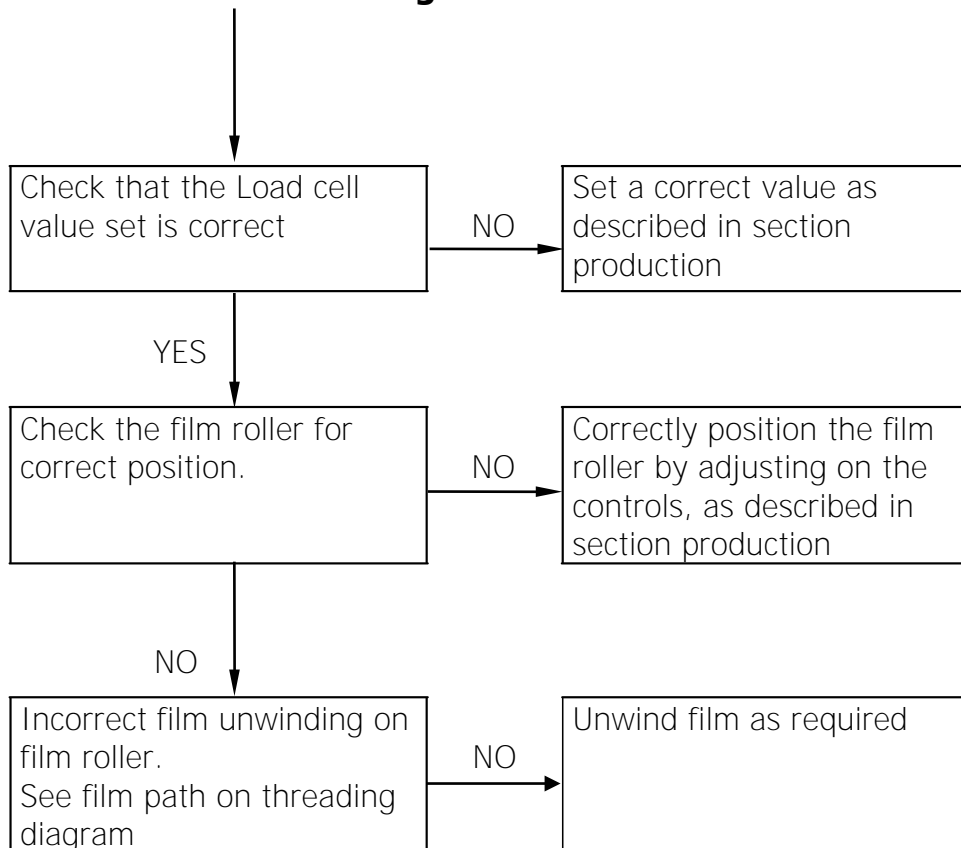 Check that the Load cell
value set is correct
NO
Set a correct value as
described in section
production
YES
Check the film roller for
correct position.
NO
Correctly position the film
roller by adjusting on the
controls, as described in
section production
NO
Incorrect film unwinding on
film roller.
See film path on threading
diagram
NO
Unwind film as required